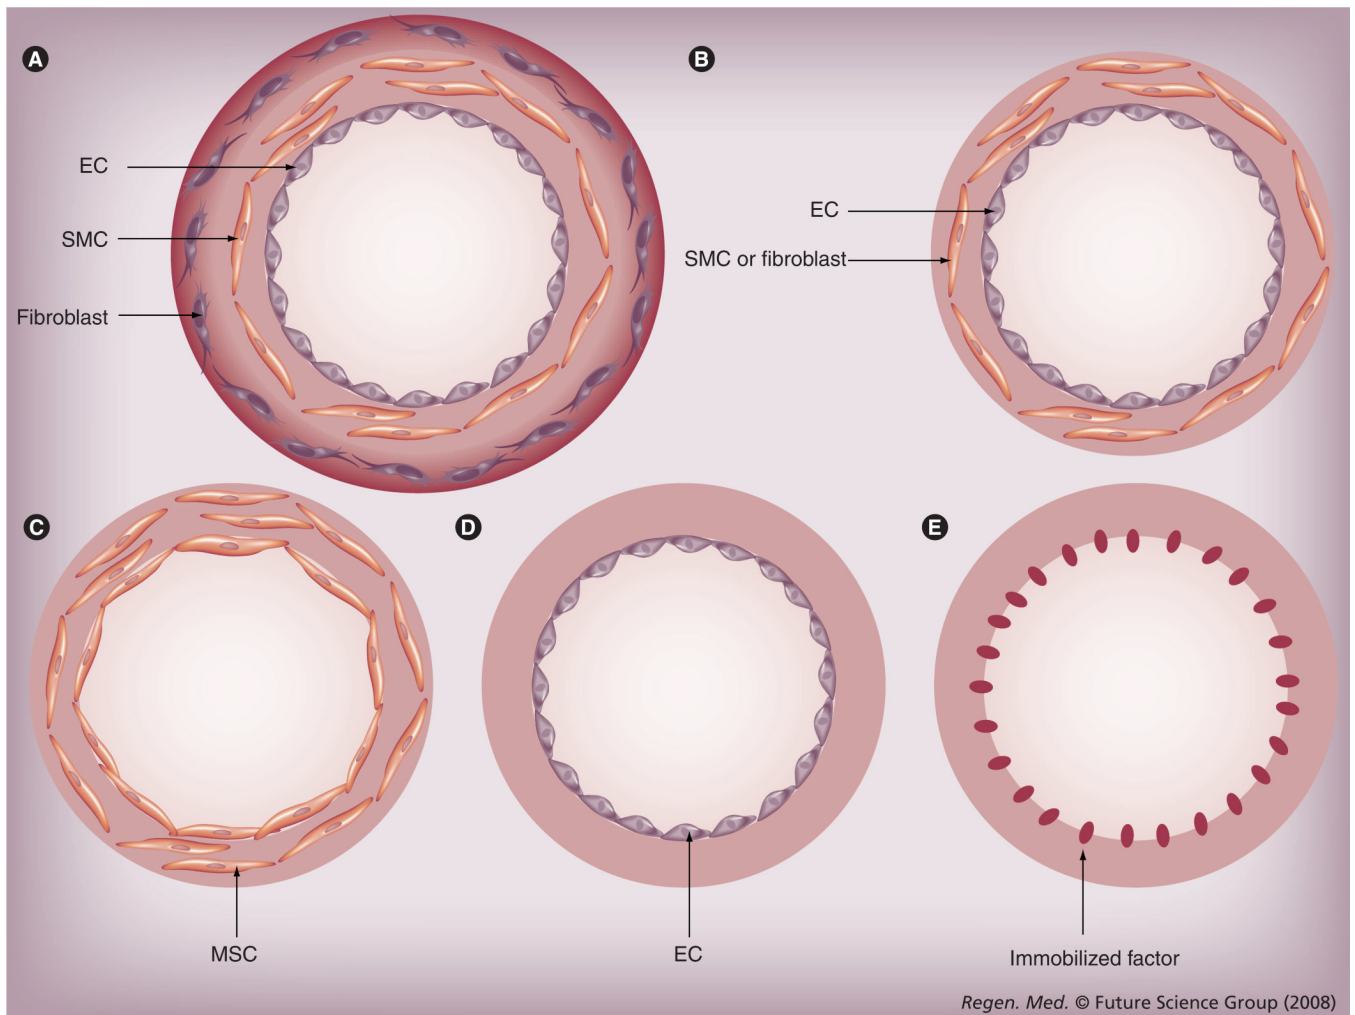 A
B
EC
SMC
Fibroblast
EC
SMC or fibroblast
C
D
E
MSC
EC
Immobilized factor
Regen. Med. © Future Science Group (2008)